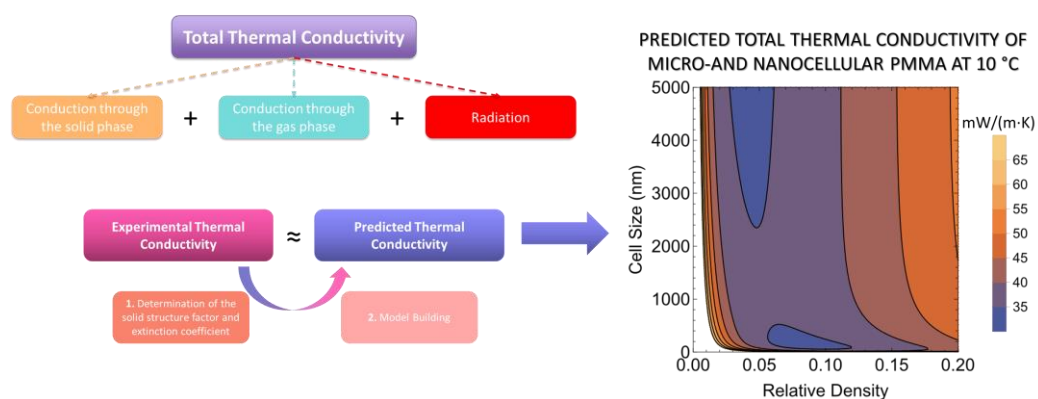 Total Thermal Conductivity
Conduction through
the solid phase
+
Conduction through
the gas phase
+
Radiation
Experimental Thermal
Conductivity
≈
Predicted Thermal
Conductivity
1. Determination of the
solid structure factor and
extinction coefficient
2. Model Building
PREDICTED TOTAL THERMAL CONDUCTIVITY OF
MICRO-AND NANOCELLULAR PMMA AT 10 °C
5000
4000
3000
2000
1000
0
Cell Size (nm)
0.00
0.05
0.10
0.15
0.20
Relative Density
mW/(m·K)
65
60
55
50
45
40
35